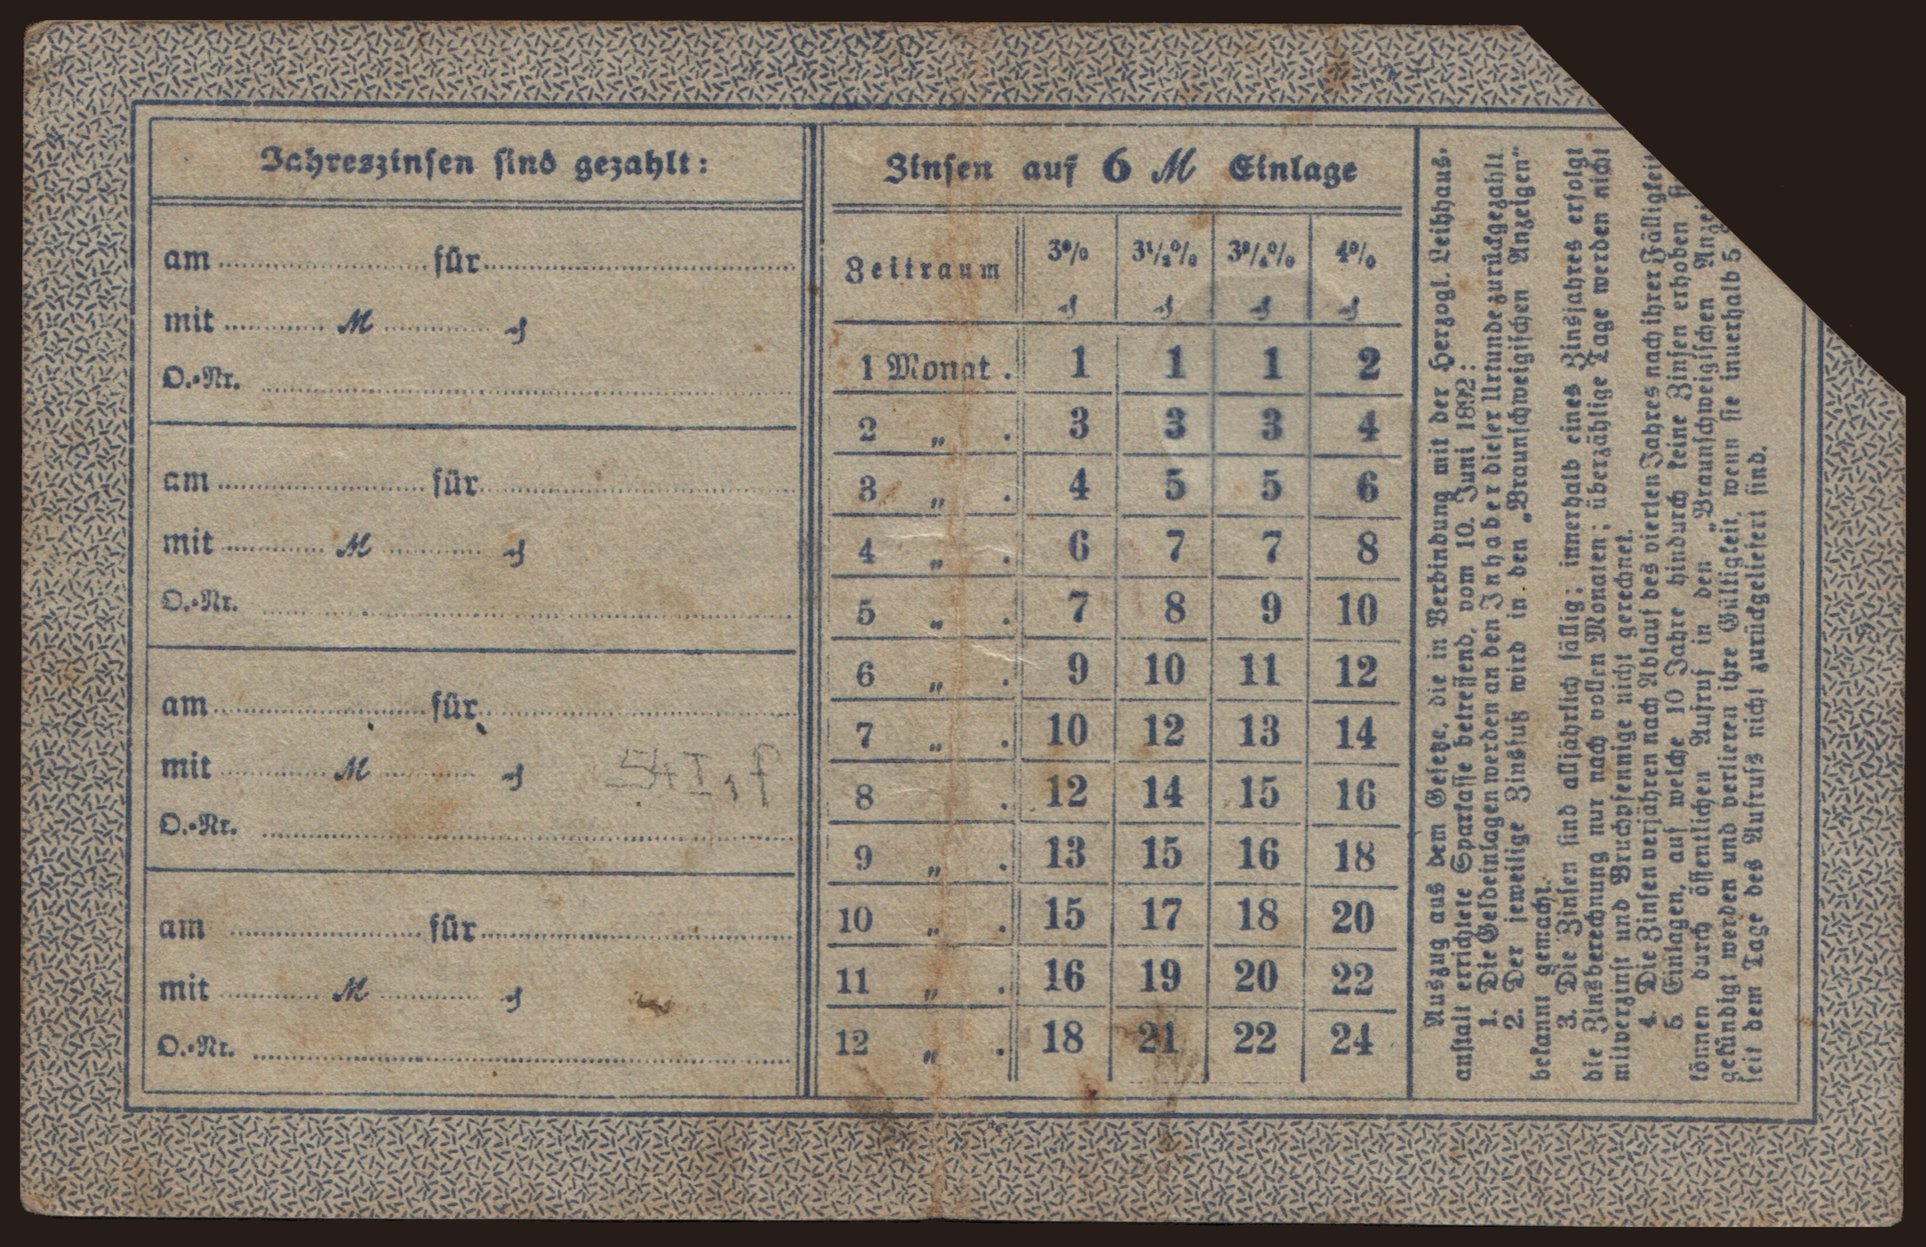 Jahreszinsen sind gezahlt:
am ........ für ........
mit ........ M ........ ₰
O.-Nr. ........
am ........ für ........
mit ........ M ........ ₰
O.-Nr. ........
am ........ für ........
mit ........ M ........ ₰
O.-Nr. ........
am ........ für ........
mit ........ M ........ ₰
O.-Nr. ........
Zinsen auf 6 M Einlage
Zeitraum 3% 3½% 3¾% 4%
₰ ₰ ₰ ₰
1 Monat . 1 1 1 2
2 „ . 3 3 3 4
3 „ . 4 5 5 6
4 „ . 6 7 7 8
5 „ . 7 8 9 10
6 „ . 9 10 11 12
7 „ . 10 12 13 14
8 „ . 12 14 15 16
9 „ . 13 15 16 18
10 „ . 15 17 18 20
11 „ . 16 19 20 22
12 „ . 18 21 22 24
Auszug aus dem Gesetze, die in Verbindung mit der Herzogl. Leihhaus-
anstalt errichtete Sparkasse betreffend, vom 10. Juni 1892:
1. Die Geldeinlagen werden an den Inhaber dieser Urkunde zurückgezahlt.
2. Der jeweilige Zinsfuß wird in den „Braunschweigischen Anzeigen“
bekannt gemacht.
3. Die Zinsen sind alljährlich fällig; innerhalb eines Zinsjahres erfolgt
die Zinsberechnung nur nach vollen Monaten; überzählige Tage werden nicht
mitverzinst und Bruchpfennige nicht gerechnet.
4. Die Zinsen verjähren nach Ablauf des vierten Jahres nach ihrer Fälligkeit
5. Einlagen, auf welche 10 Jahre hindurch keine Zinsen erhoben
können durch öffentlichen Aufruf in den „Braunschweigischen
gekündigt werden und verlieren ihre Gültigkeit, wenn sie innerhalb 5
seit dem Tage des Aufrufs nicht zurückgeliefert sind.